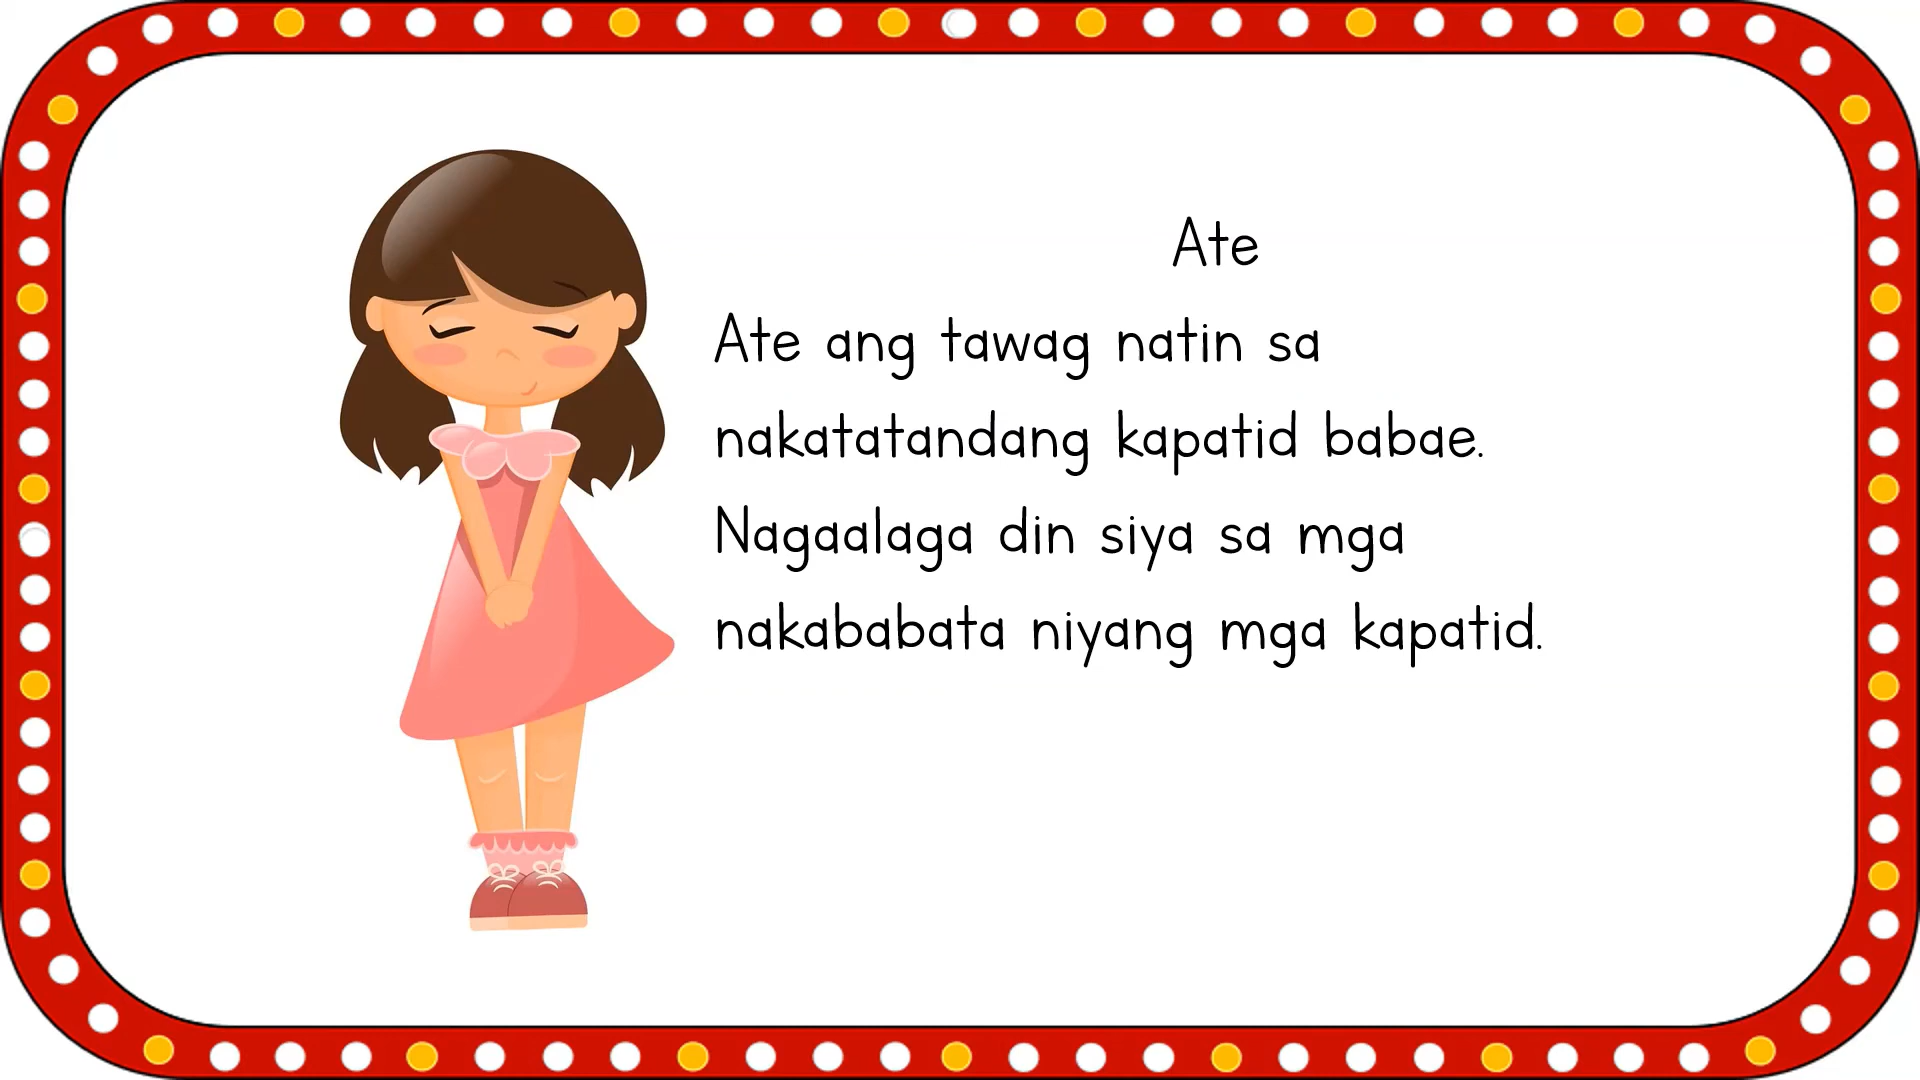 Ate
Ate ang tawag natin sa
nakatatandang kapatid babae.
Nagaalaga din siya sa mga
nakababata niyang mga kapatid.